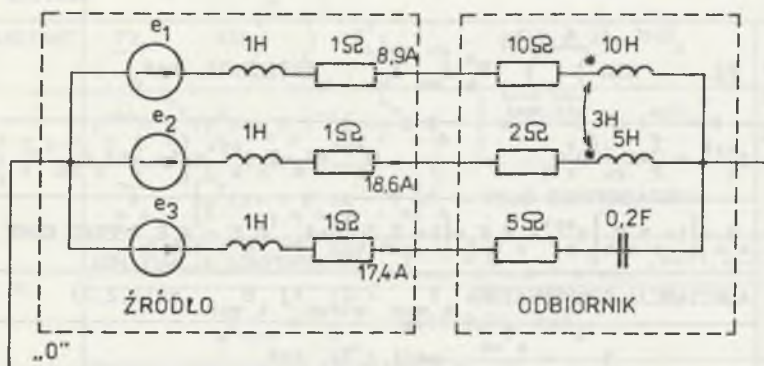 e1
1H
1Ω
8,9A
10Ω
10H
e2
1H
1Ω
18,6A
2Ω
3H
5H
e3
1H
1Ω
17,4A
5Ω
0,2F
ŹRÓDŁO
ODBIORNIK
„0"